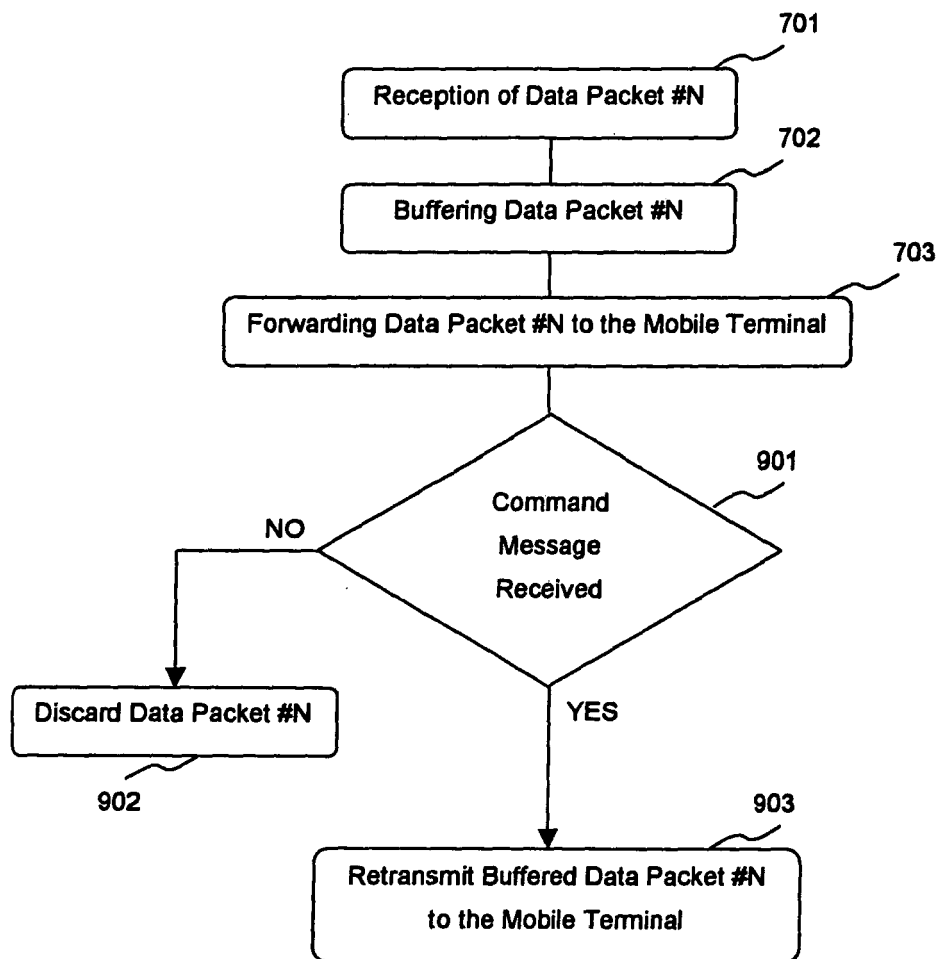 701
Reception of Data Packet #N
702
Buffering Data Packet #N
703
Forwarding Data Packet #N to the Mobile Terminal
901
Command
Message
Received
NO
YES
Discard Data Packet #N
902
903
Retransmit Buffered Data Packet #N
to the Mobile Terminal